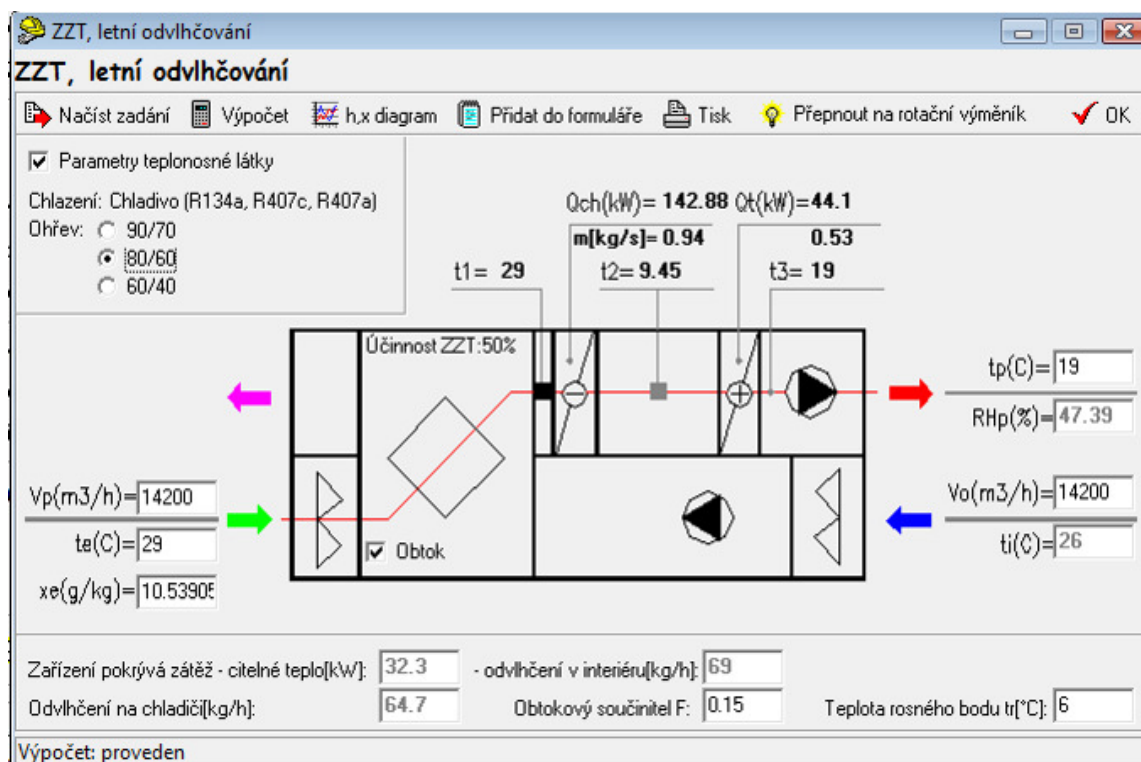 ZZT, letní odvlhčování
ZZT, letní odvlhčování
Načíst zadání Výpočet h,x diagram Přidat do formuláře Tisk Přepnout na rotační výměník OK
Parametry teplonosné látky
Chlazení: Chladivo (R134a, R407c, R407a)
Ohřev: 90/70
80/60
60/40
Qch(kW)= 142.88 Qt(kW)=44.1
m[kg/s]= 0.94 0.53
t1= 29 t2= 9.45 t3= 19
Účinnost ZZT:50%
tp(C)= 19
RHp(%)= 47.39
Vp(m3/h)= 14200
te(C)= 29
xe(g/kg)= 10.53905
Obtok
Vo(m3/h)= 14200
ti(C)= 26
Zařízení pokrývá zátěž - citelné teplo[kW]: 32.3 - odvlhčení v interiéru[kg/h]: 69
Odvlhčení na chladiči[kg/h]: 64.7 Obtokový součinitel F: 0.15 Teplota rosného bodu tr[°C]: 6
Výpočet: proveden